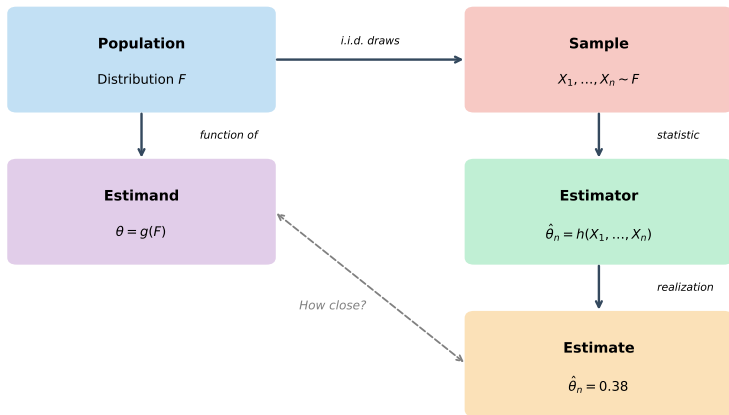 Population
Distribution F
i.i.d. draws
Sample
X₁, …, Xₙ ∼ F
function of
statistic
Estimand
θ = g(F)
Estimator
θ̂ₙ = h(X₁, …, Xₙ)
How close?
realization
Estimate
θ̂ₙ = 0.38